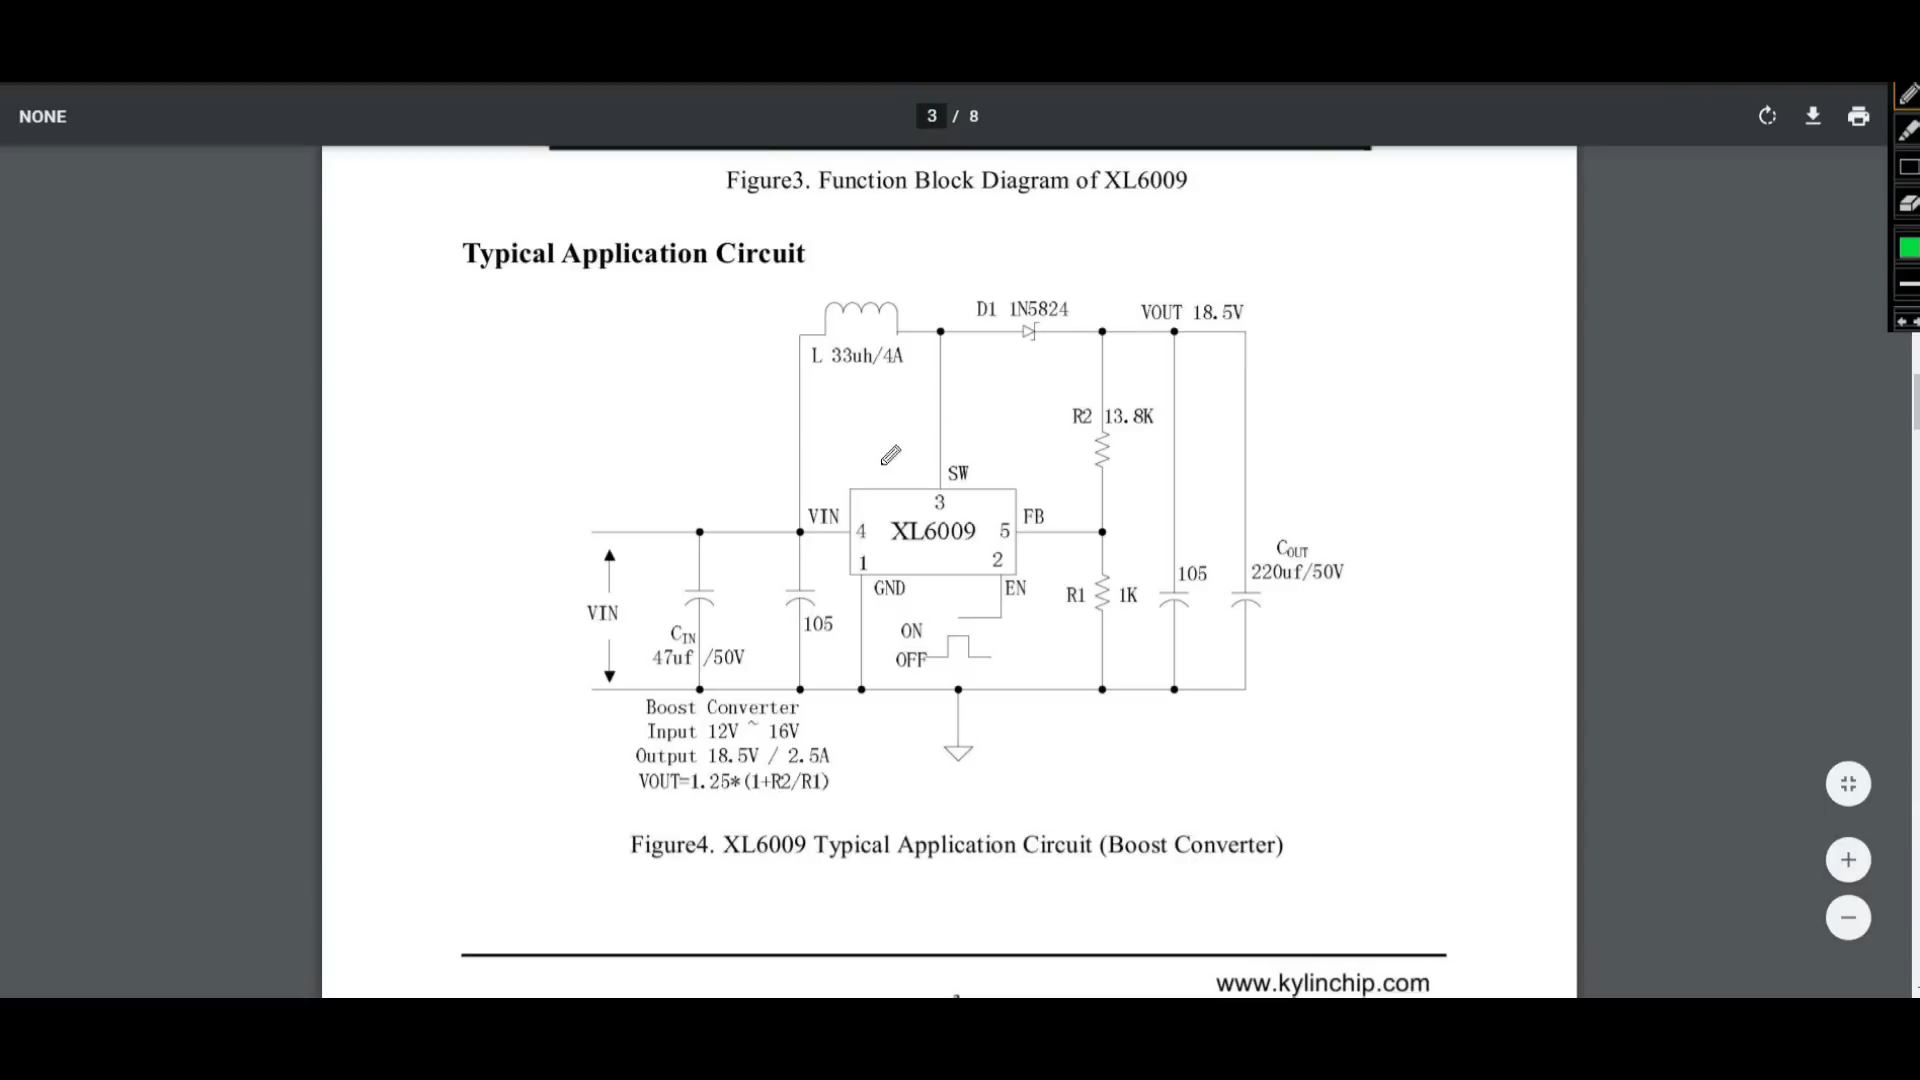 NONE
3 / 8
Figure3. Function Block Diagram of XL6009
Typical Application Circuit
D1 1N5824
VOUT 18.5V
L 33uh/4A
R2 13.8K
SW
3
VIN
4 XL6009 5
FB
1 2
GND
EN
COUT
220uf/50V
105
R1 1K
VIN
105
CIN
47uf /50V
ON
OFF
Boost Converter
Input 12V ~ 16V
Output 18.5V / 2.5A
VOUT=1.25*(1+R2/R1)
Figure4. XL6009 Typical Application Circuit (Boost Converter)
www.kylinchip.com